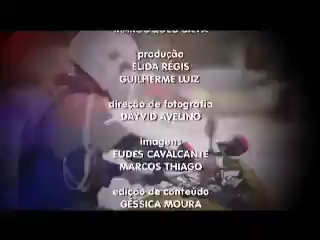 produção
ELIDA RÉGIS
GUILHERME LUIZ
direção de fotografia
DAYVID AVELINO
imagens
EUDES CAVALCANTE
MARCOS THIAGO
edição de conteúdo
GÉSSICA MOURA